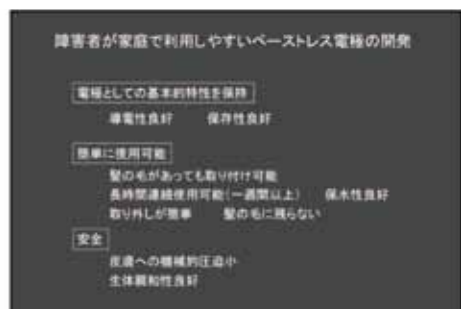 障害者が家庭で利用しやすいペーストレス電極の開発
電極としての基本的特性を保持
導電性良好 保存性良好
簡単に使用可能
髪の毛があっても取り付け可能
長時間連続使用可能(一週間以上) 保水性良好
取り外しが簡単 髪の毛に残らない
安全
皮膚への機械的圧迫小
生体親和性良好